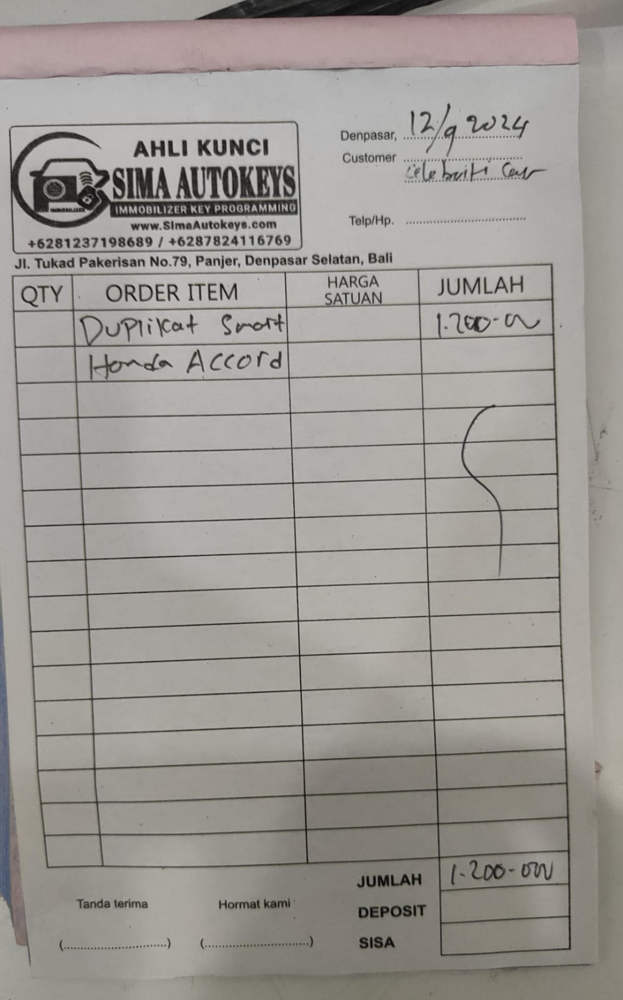 AHLI KUNCI
SIMA AUTOKEYS
IMMOBILIZER KEY PROGRAMMING
www.SimaAutokeys.com
+6281237198689 / +6287824116769
Jl. Tukad Pakerisan No.79, Panjer, Denpasar Selatan, Bali
Denpasar, 12/9 2024
Customer
Telp/Hp.
QTY ORDER ITEM HARGA SATUAN JUMLAH
Duplikat Smart 1.200-00
Honda Accord
JUMLAH 1-200-000
Tanda terima Hormat kami DEPOSIT
(..............................) (..............................) SISA